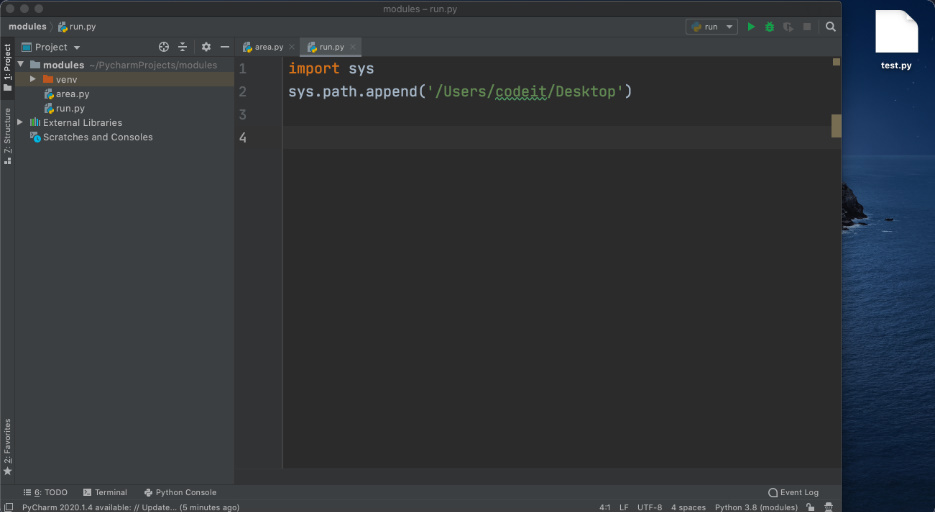 modules – run.py
modules
run.py
run
Project
area.py
run.py
1: Project
7: Structure
2: Favorites
modules ~/PycharmProjects/modules
venv
area.py
run.py
External Libraries
Scratches and Consoles
1 import sys
2 sys.path.append('/Users/codeit/Desktop')
3
4
6: TODO
Terminal
Python Console
Event Log
PyCharm 2020.1.4 available: // Update... (5 minutes ago)
4:1 LF UTF-8 4 spaces Python 3.8 (modules)
test.py